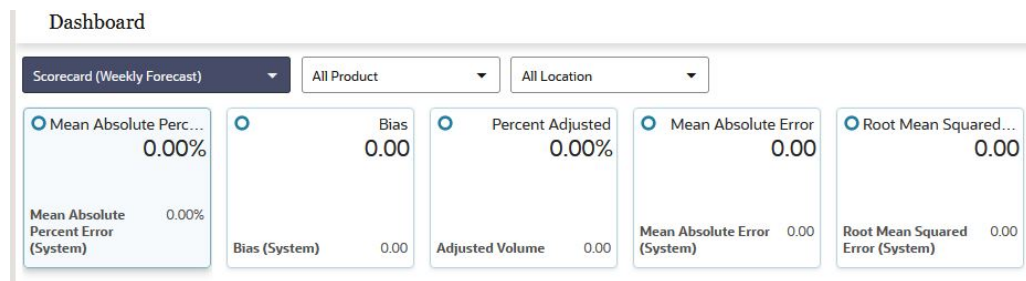 Dashboard
Scorecard (Weekly Forecast)
All Product
All Location
Mean Absolute Perc...
0.00%
Mean Absolute 0.00%
Percent Error
(System)
Bias
0.00
Bias (System) 0.00
Percent Adjusted
0.00%
Adjusted Volume 0.00
Mean Absolute Error
0.00
Mean Absolute Error 0.00
(System)
Root Mean Squared...
0.00
Root Mean Squared 0.00
Error (System)